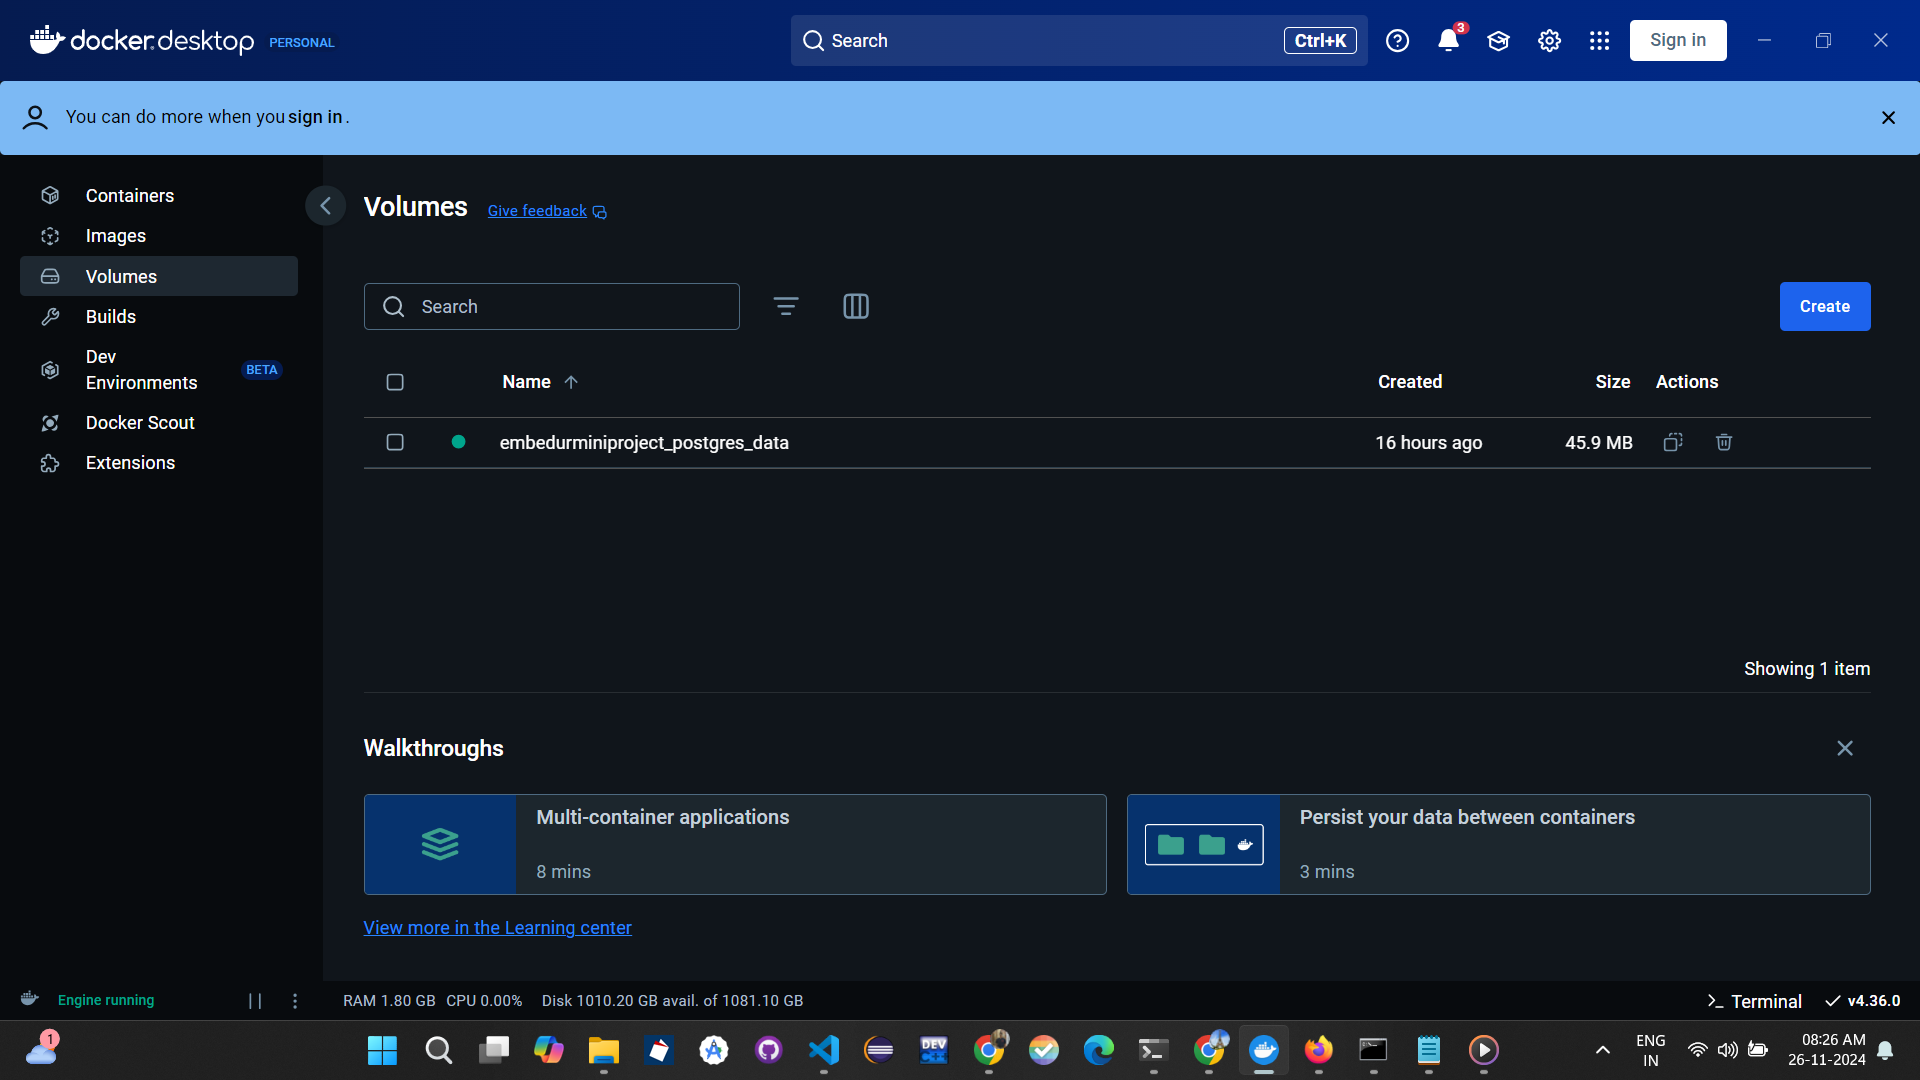 docker desktop PERSONAL
Search Ctrl+K
3
Sign in
You can do more when you sign in.
Containers
Images
Volumes
Builds
Dev Environments BETA
Docker Scout
Extensions
Volumes Give feedback
Search
Create
Name Created Size Actions
embedurminiproject_postgres_data 16 hours ago 45.9 MB
Showing 1 item
Walkthroughs
Multi-container applications
8 mins
Persist your data between containers
3 mins
View more in the Learning center
Engine running
RAM 1.80 GB CPU 0.00% Disk 1010.20 GB avail. of 1081.10 GB
Terminal v4.36.0
1
DEV
C++
ENG
IN
08:26 AM
26-11-2024